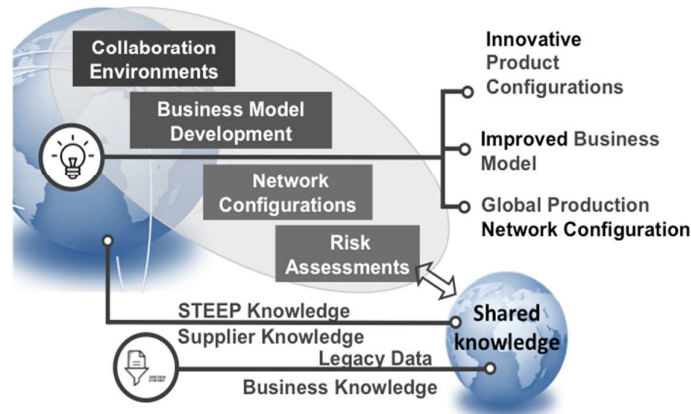 Collaboration
Environments
Business Model
Development
Network
Configurations
Risk
Assessments
Innovative
Product
Configurations
Improved Business
Model
Global Production
Network Configuration
STEEP Knowledge
Supplier Knowledge
Legacy Data
Business Knowledge
Shared
knowledge